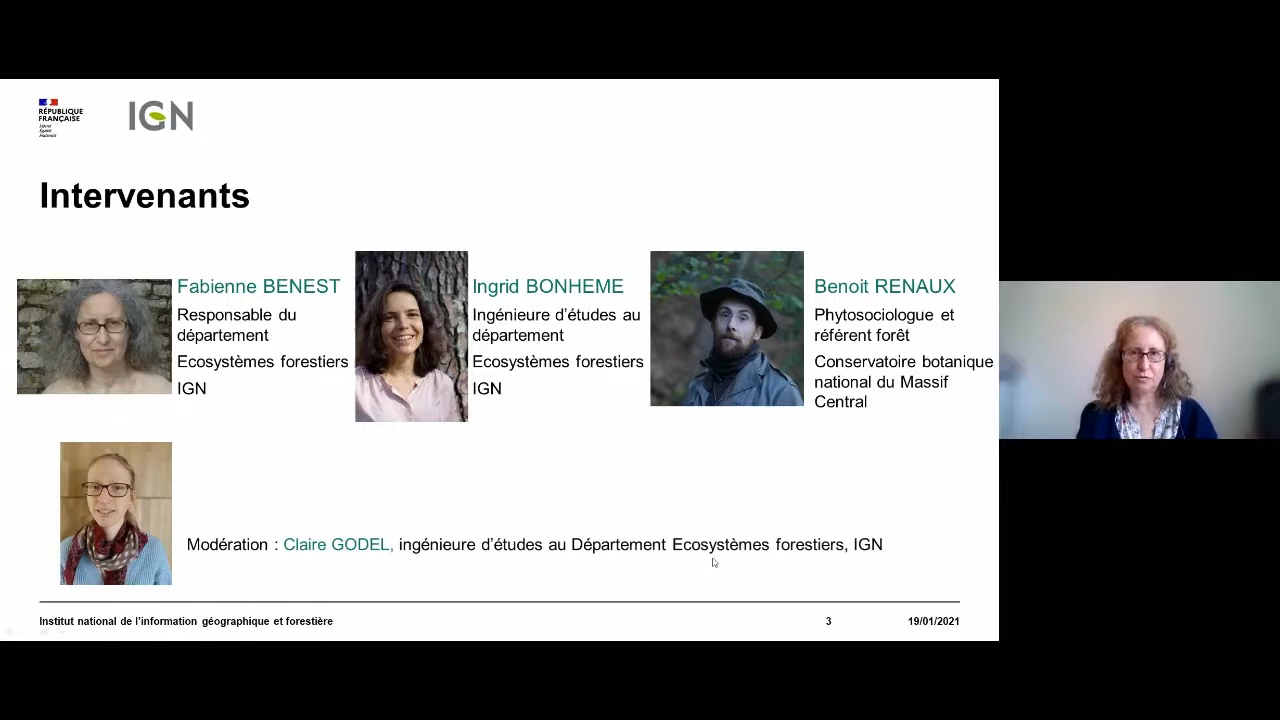 RÉPUBLIQUE
FRANÇAISE
Liberté
Égalité
Fraternité
IGN
Intervenants
Fabienne BENEST
Responsable du
département
Ecosystèmes forestiers
IGN
Ingrid BONHEME
Ingénieure d’études au
département
Ecosystèmes forestiers
IGN
Benoit RENAUX
Phytosociologue et
référent forêt
Conservatoire botanique
national du Massif
Central
Modération : Claire GODEL, ingénieure d’études au Département Ecosystèmes forestiers, IGN
Institut national de l’information géographique et forestière
3
19/01/2021